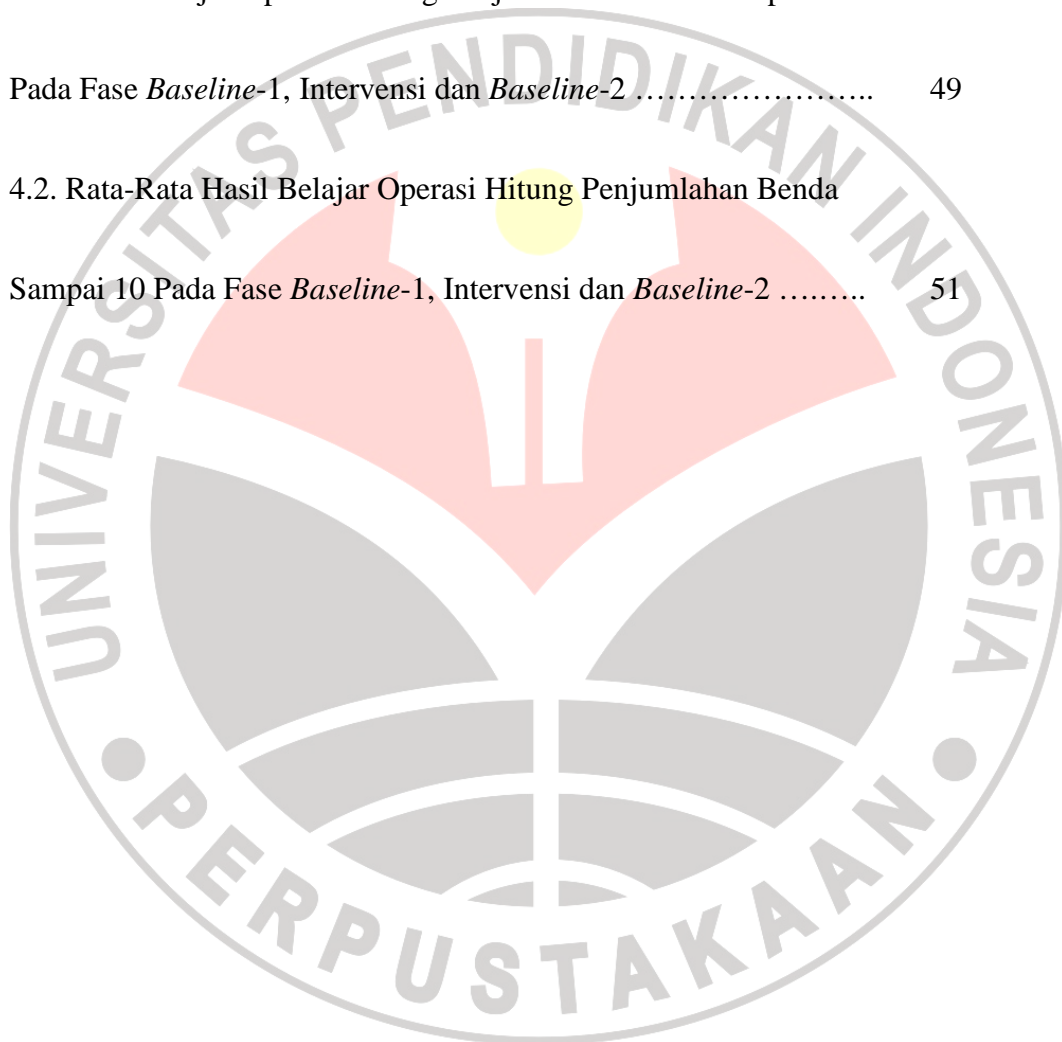 Pada Fase Baseline-1, Intervensi dan Baseline-2 ………………….. 49
4.2. Rata-Rata Hasil Belajar Operasi Hitung Penjumlahan Benda
Sampai 10 Pada Fase Baseline-1, Intervensi dan Baseline-2 ……... 51
UNIVERSITAS PENDIDIKAN INDONESIA
PERPUSTAKAAN